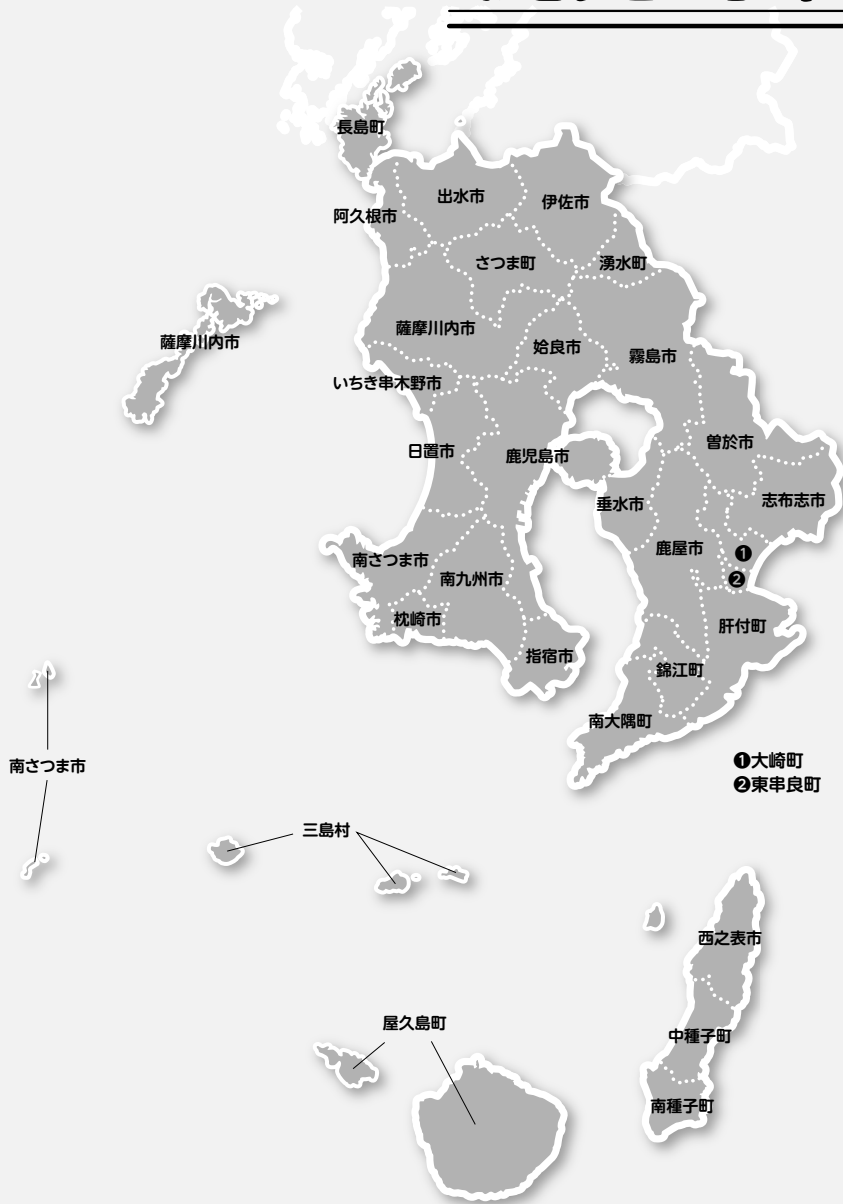 長島町
出水市
伊佐市
阿久根市
さつま町
湧水町
薩摩川内市
薩摩川内市
姶良市
霧島市
いちき串木野市
日置市
鹿児島市
曽於市
垂水市
志布志市
鹿屋市
❶
❷
南さつま市
南九州市
枕崎市
肝付町
指宿市
錦江町
南大隅町
❶大崎町
❷東串良町
南さつま市
三島村
西之表市
屋久島町
中種子町
南種子町